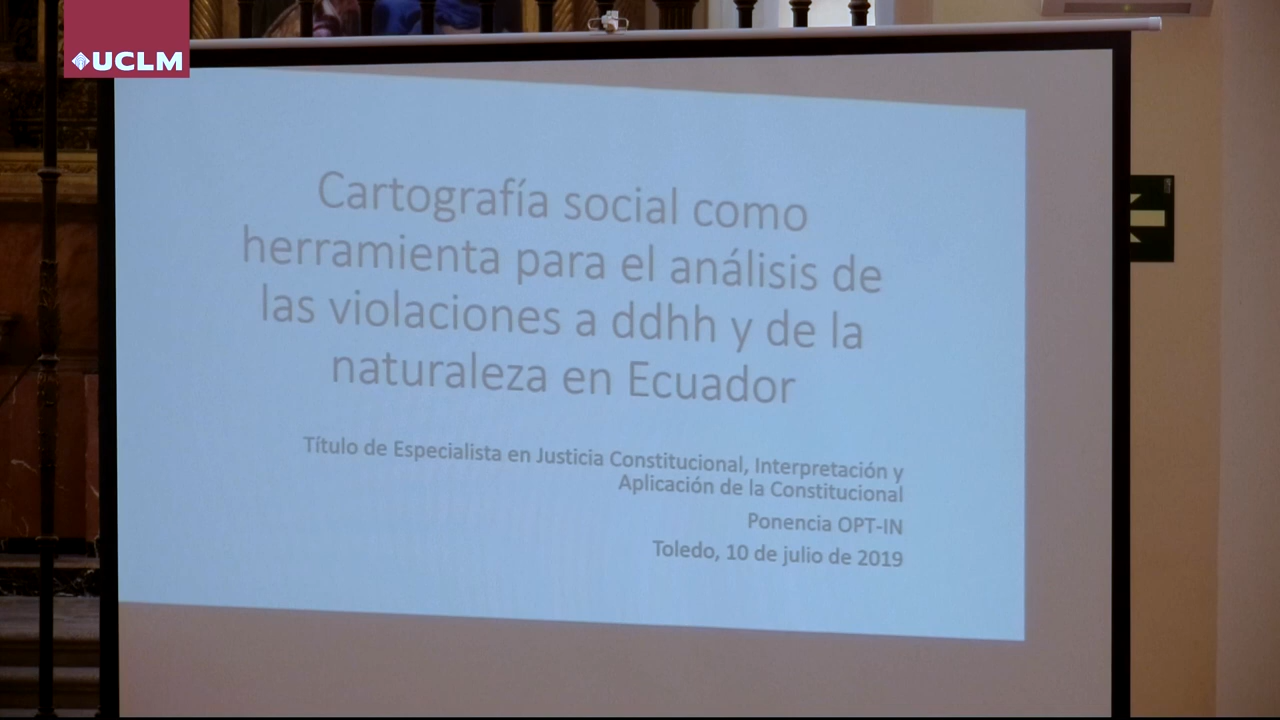 UCLM
Cartografía social como
herramienta para el análisis de
las violaciones a ddhh y de la
naturaleza en Ecuador
Título de Especialista en Justicia Constitucional, Interpretación y
Aplicación de la Constitucional
Ponencia OPT-IN
Toledo, 10 de julio de 2019